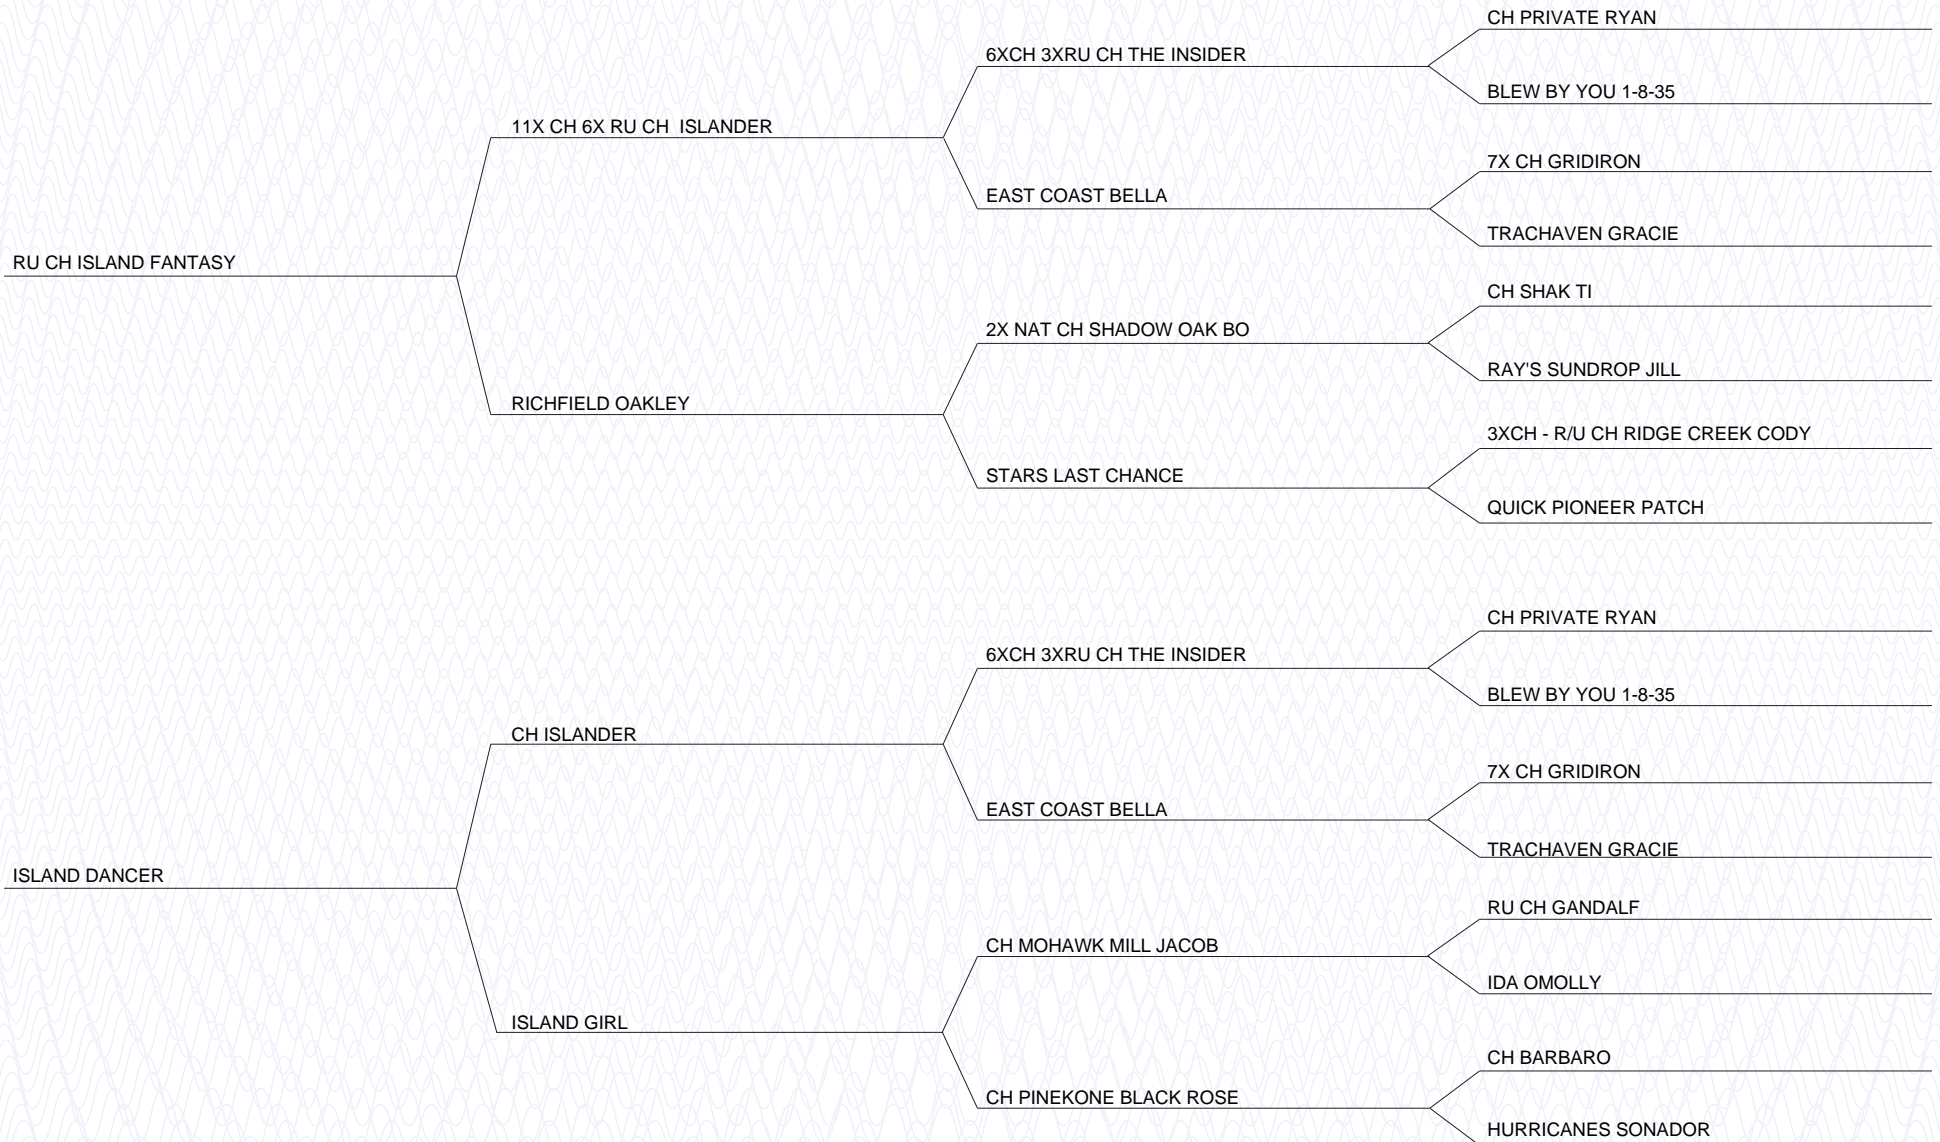 CH PRIVATE RYAN
6XCH 3XRU CH THE INSIDER
BLEW BY YOU 1-8-35
11X CH 6X RU CH  ISLANDER
7X CH GRIDIRON
EAST COAST BELLA
TRACHAVEN GRACIE
RU CH ISLAND FANTASY
CH SHAK TI
2X NAT CH SHADOW OAK BO
RAY'S SUNDROP JILL
RICHFIELD OAKLEY
3XCH - R/U CH RIDGE CREEK CODY
STARS LAST CHANCE
QUICK PIONEER PATCH
CH PRIVATE RYAN
6XCH 3XRU CH THE INSIDER
BLEW BY YOU 1-8-35
CH ISLANDER
7X CH GRIDIRON
EAST COAST BELLA
TRACHAVEN GRACIE
ISLAND DANCER
RU CH GANDALF
CH MOHAWK MILL JACOB
IDA OMOLLY
ISLAND GIRL
CH BARBARO
CH PINEKONE BLACK ROSE
HURRICANES SONADOR